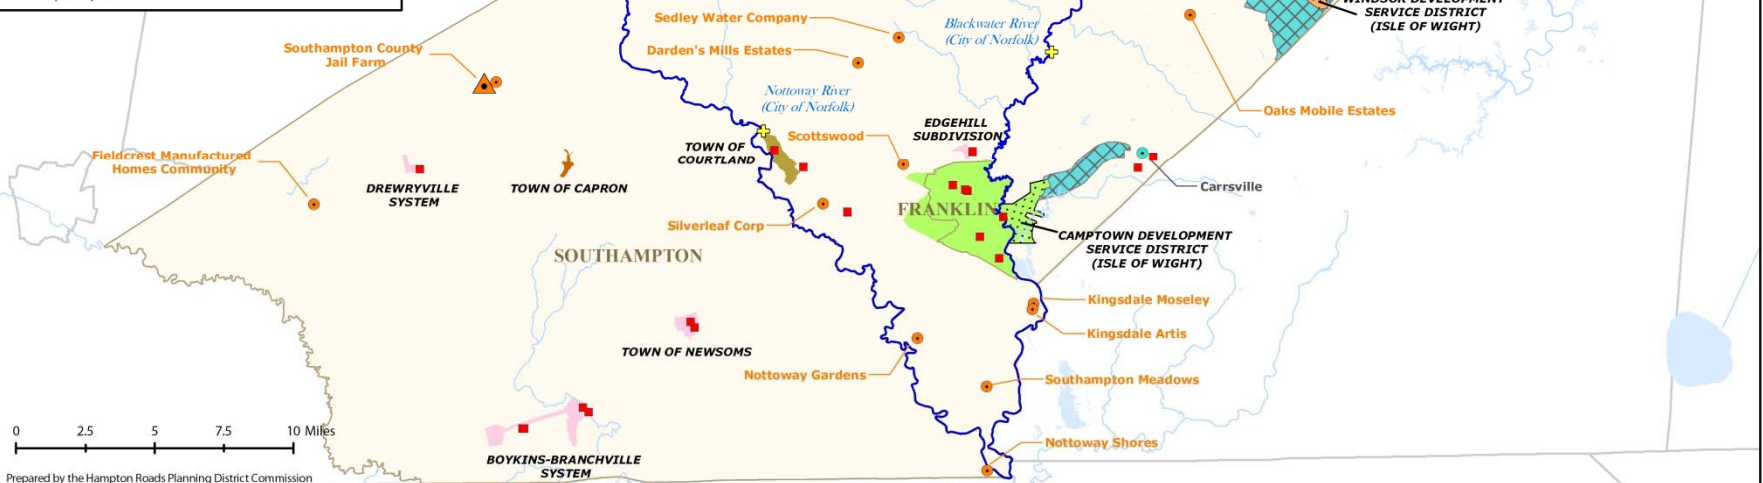 WINDSOR DEVELOPMENT
SERVICE DISTRICT
(ISLE OF WIGHT)
Sedley Water Company
Blackwater River
(City of Norfolk)
Southampton County
Jail Farm
Darden's Mills Estates
Nottoway River
(City of Norfolk)
Oaks Mobile Estates
EDGEHILL
SUBDIVISION
Scottswood
TOWN OF
COURTLAND
Fieldcrest Manufactured
Homes Community
DREWRYVILLE
SYSTEM
TOWN OF CAPRON
Carrsville
FRANKLIN
Silverleaf Corp
CAMPTOWN DEVELOPMENT
SERVICE DISTRICT
(ISLE OF WIGHT)
SOUTHAMPTON
Kingsdale Moseley
Kingsdale Artis
TOWN OF NEWSOMS
Nottoway Gardens
Southampton Meadows
0 2.5 5 7.5 10 Miles
Nottoway Shores
BOYKINS-BRANCHVILLE
SYSTEM
Prepared by the Hampton Roads Planning District Commission